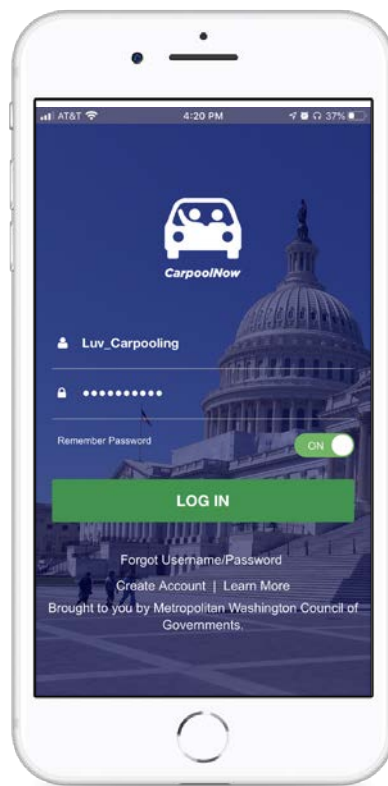 AT&T 4:20 PM 37%
CarpoolNow
Luv_Carpooling
••••••••••
Remember Password ON
LOG IN
Forgot Username/Password
Create Account | Learn More
Brought to you by Metropolitan Washington Council of
Governments.